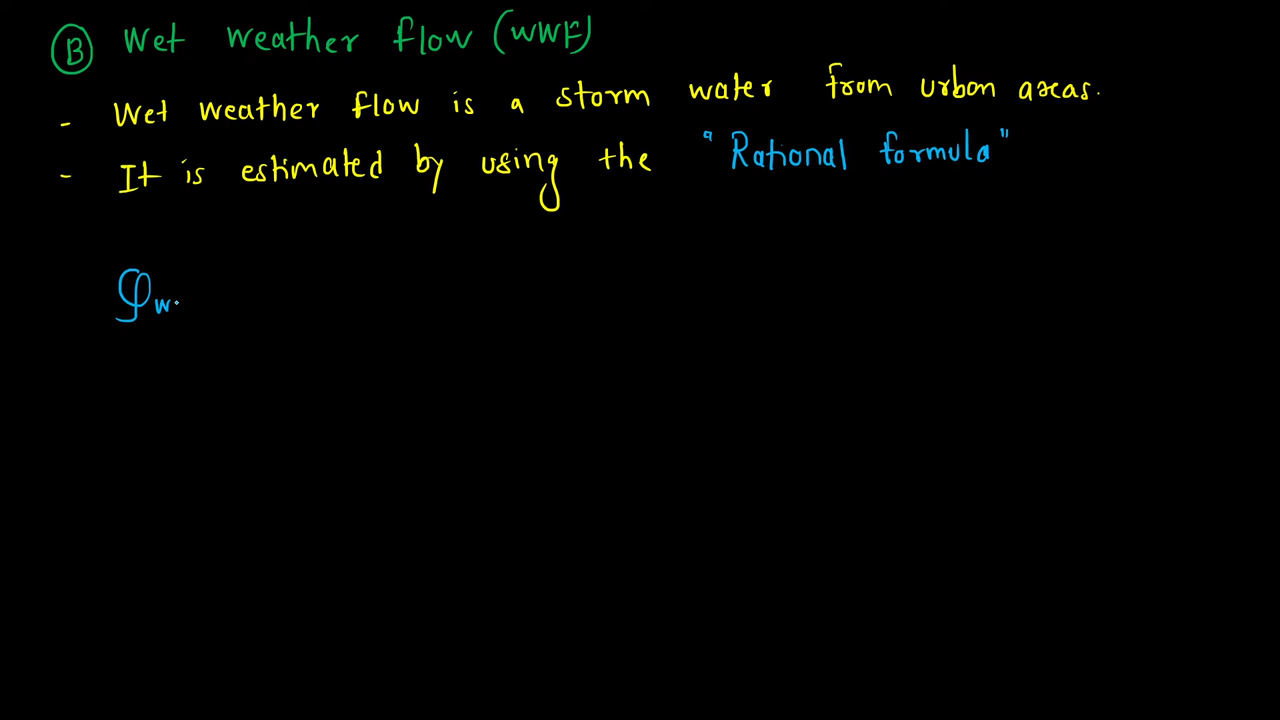 B Wet weather flow (WWF)
- Wet weather flow is a storm water from urban areas.
- It is estimated by using the "Rational formula"
Qw